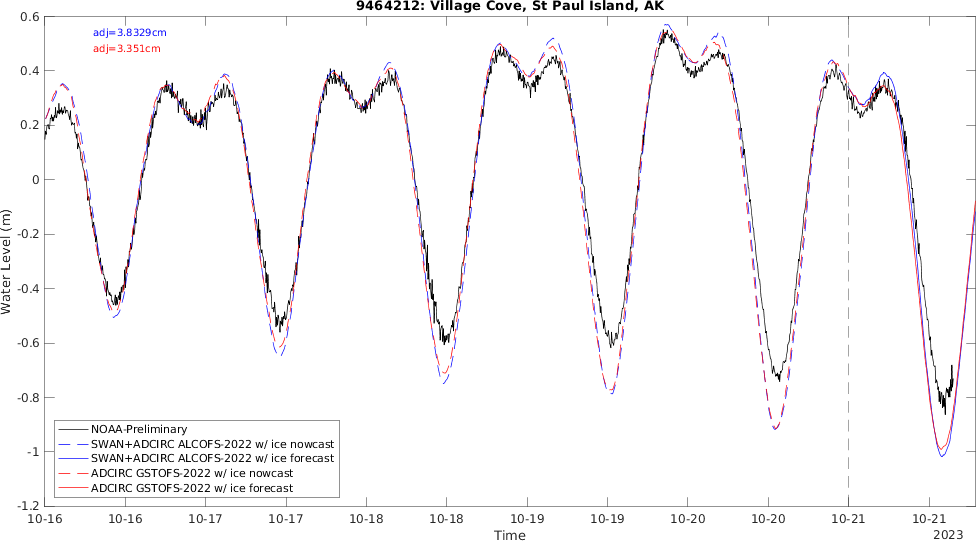 9464212: Village Cove, St Paul Island, AK
adj=3.8329cm
adj=3.351cm
0.6
0.4
0.2
0
-0.2
-0.4
-0.6
-0.8
-1
-1.2
Water Level (m)
NOAA-Preliminary
SWAN+ADCIRC ALCOFS-2022 w/ ice nowcast
SWAN+ADCIRC ALCOFS-2022 w/ ice forecast
ADCIRC GSTOFS-2022 w/ ice nowcast
ADCIRC GSTOFS-2022 w/ ice forecast
10-16 10-16 10-17 10-17 10-18 10-18 10-19 10-19 10-20 10-20 10-21 10-21
Time
2023